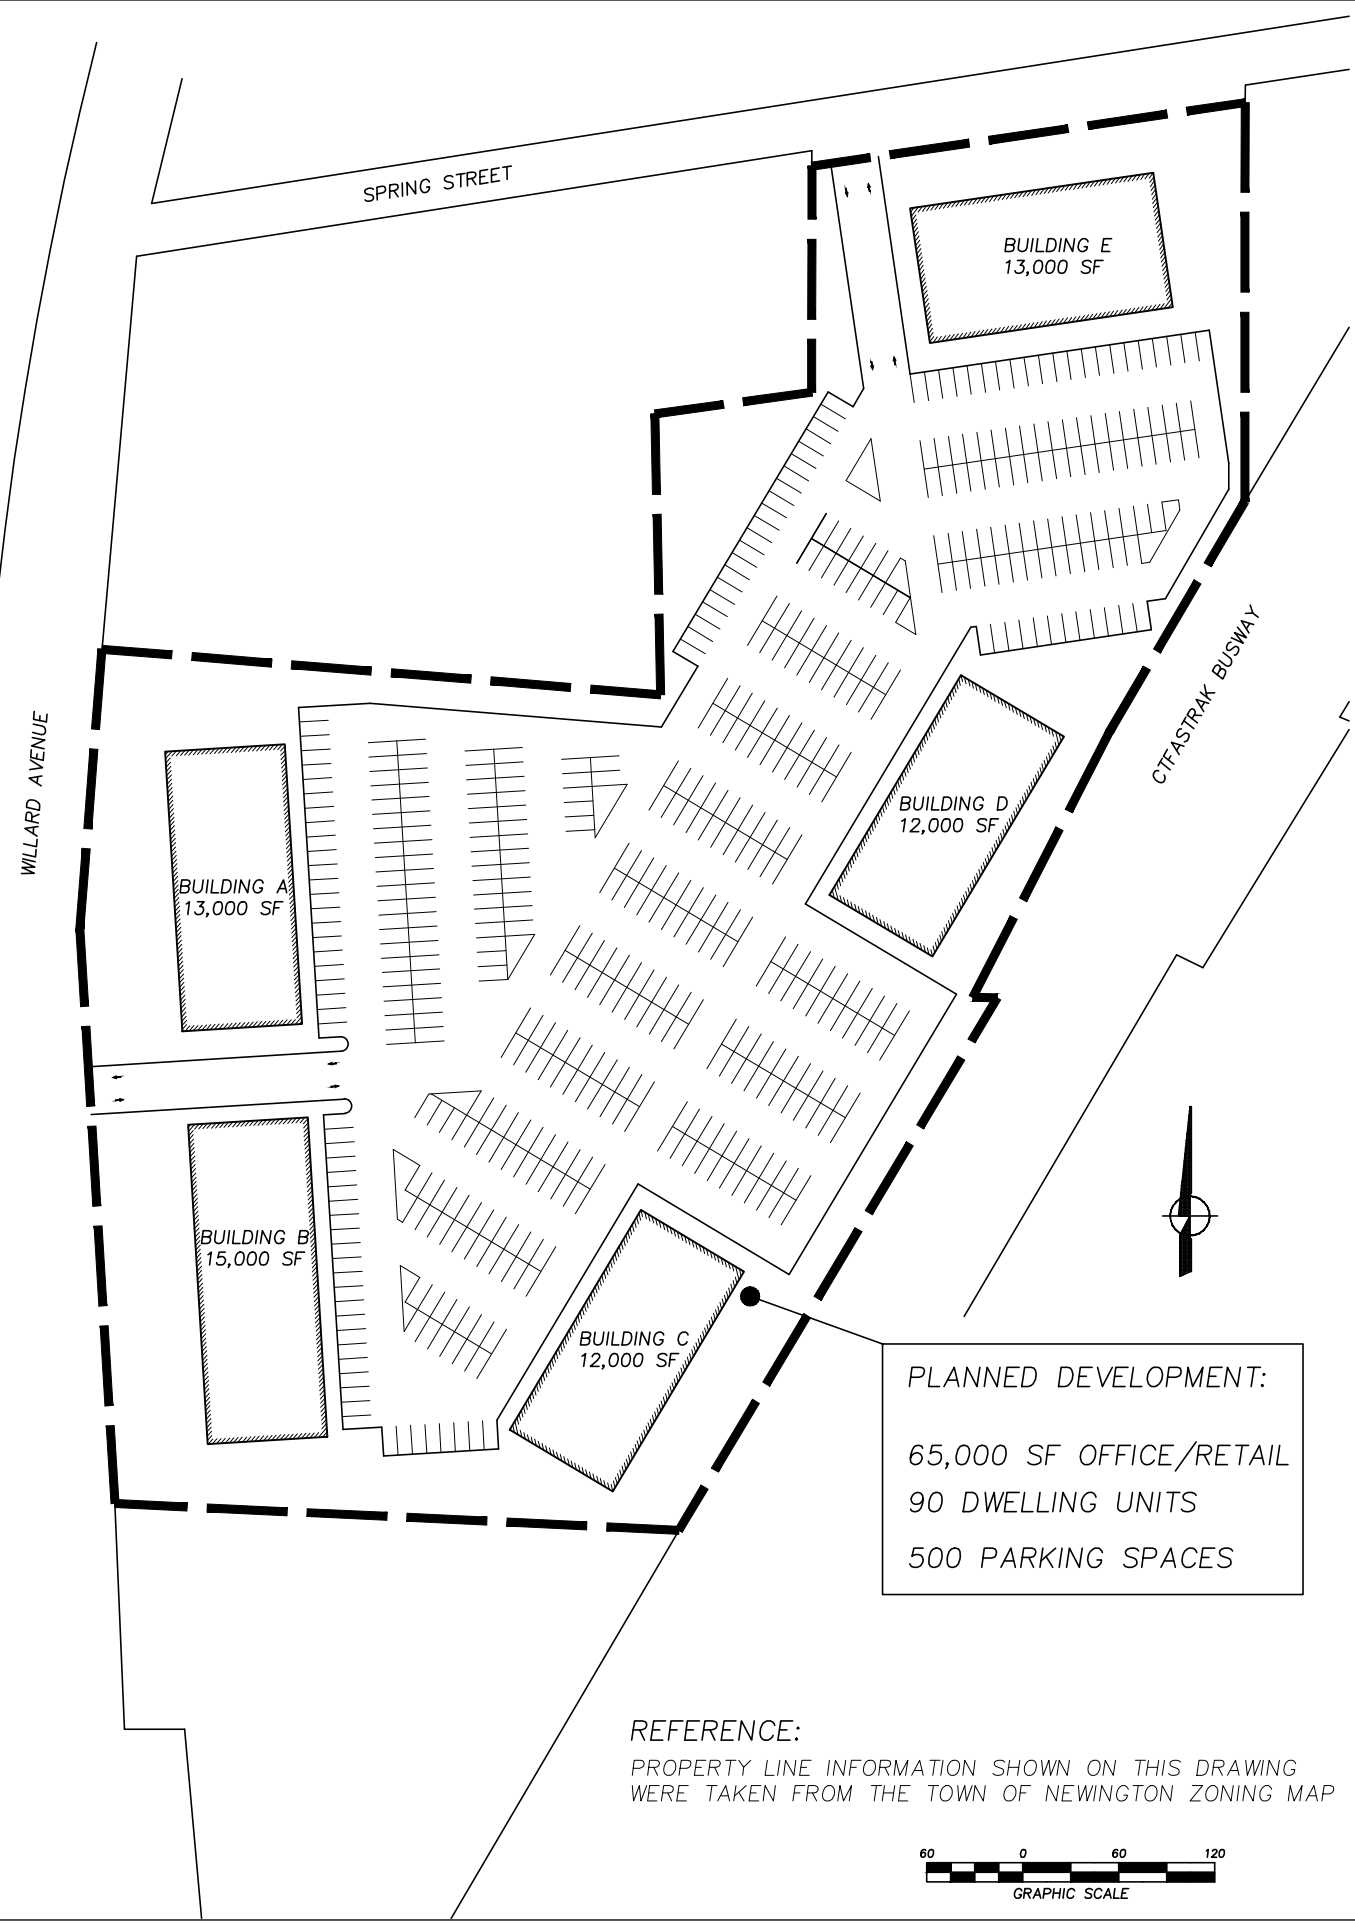 SPRING STREET
BUILDING E
13,000 SF
CTFASTRAK BUSWAY
WILLARD AVENUE
BUILDING D
12,000 SF
BUILDING A
13,000 SF
BUILDING B
15,000 SF
BUILDING C
12,000 SF
PLANNED DEVELOPMENT:
65,000 SF OFFICE/RETAIL
90 DWELLING UNITS
500 PARKING SPACES
REFERENCE:
PROPERTY LINE INFORMATION SHOWN ON THIS DRAWING
WERE TAKEN FROM THE TOWN OF NEWINGTON ZONING MAP
60 0 60 120
GRAPHIC SCALE